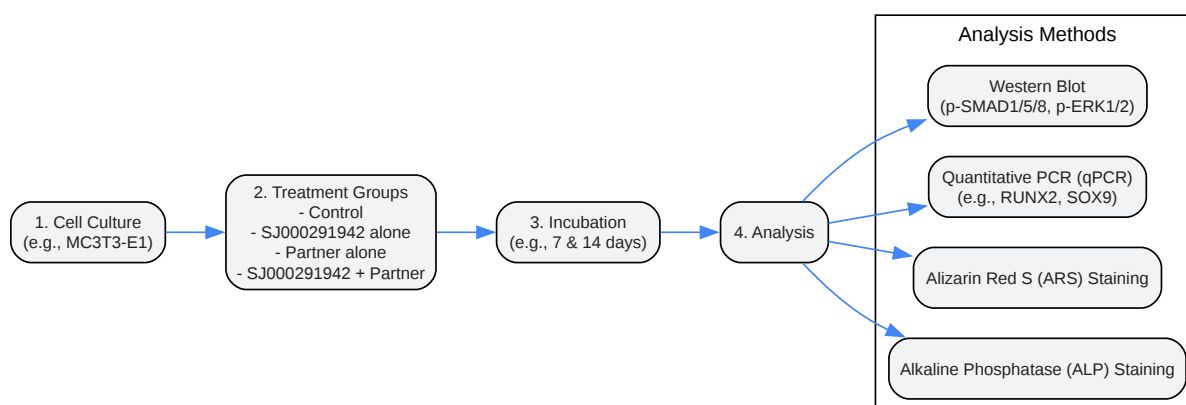 1. Cell Culture
(e.g., MC3T3-E1)
2. Treatment Groups
- Control
- SJ000291942 alone
- Partner alone
- SJ000291942 + Partner
3. Incubation
(e.g., 7 & 14 days)
4. Analysis
Analysis Methods
Western Blot
(p-SMAD1/5/8, p-ERK1/2)
Quantitative PCR (qPCR)
(e.g., RUNX2, SOX9)
Alizarin Red S (ARS) Staining
Alkaline Phosphatase (ALP) Staining